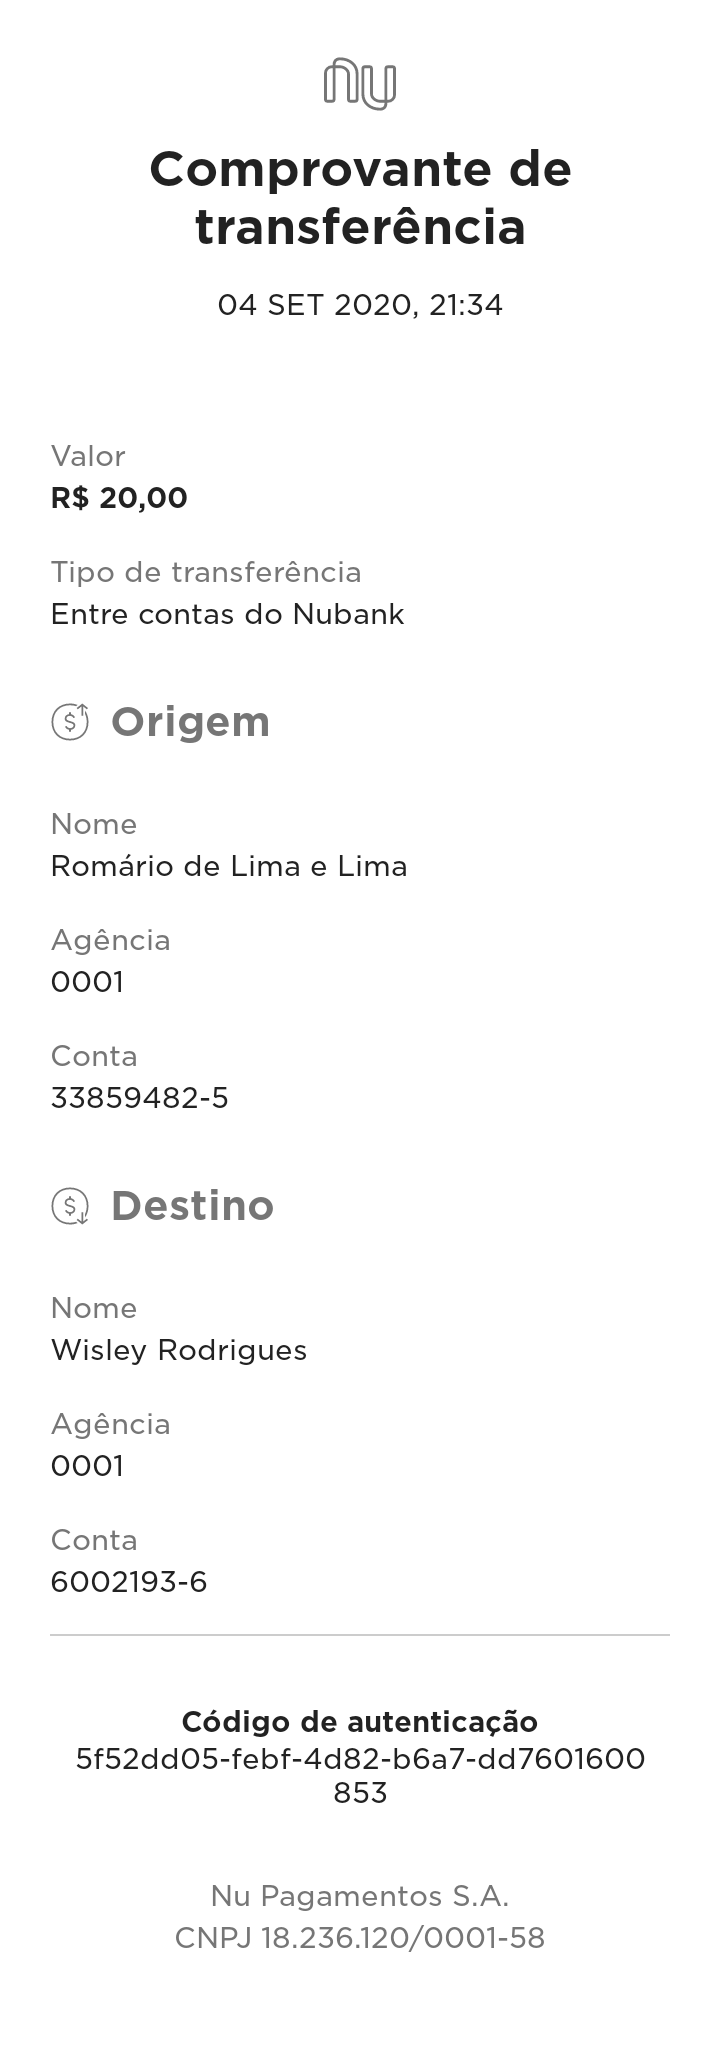 nu
Comprovante de
transferência
04 SET 2020, 21:34
Valor
R$ 20,00
Tipo de transferência
Entre contas do Nubank
Origem
Nome
Romário de Lima e Lima
Agência
0001
Conta
33859482-5
Destino
Nome
Wisley Rodrigues
Agência
0001
Conta
6002193-6
Código de autenticação
5f52dd05-febf-4d82-b6a7-dd7601600
853
Nu Pagamentos S.A.
CNPJ 18.236.120/0001-58